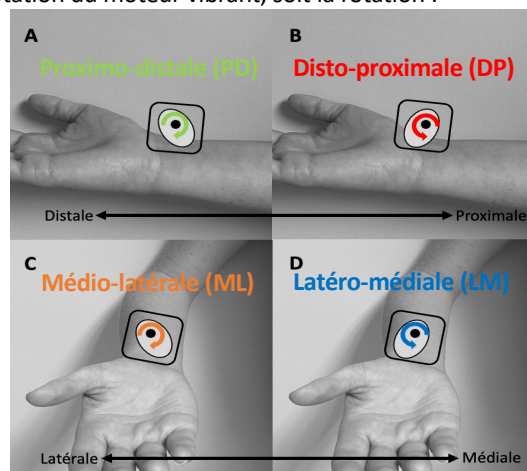 tation du moteur vibrant, soit la rotation :
A
B
Proximo-distale (PD)
Disto-proximale (DP)
Distale
Proximale
C
D
Médio-latérale (ML)
Latéro-médiale (LM)
Latérale
Médiale